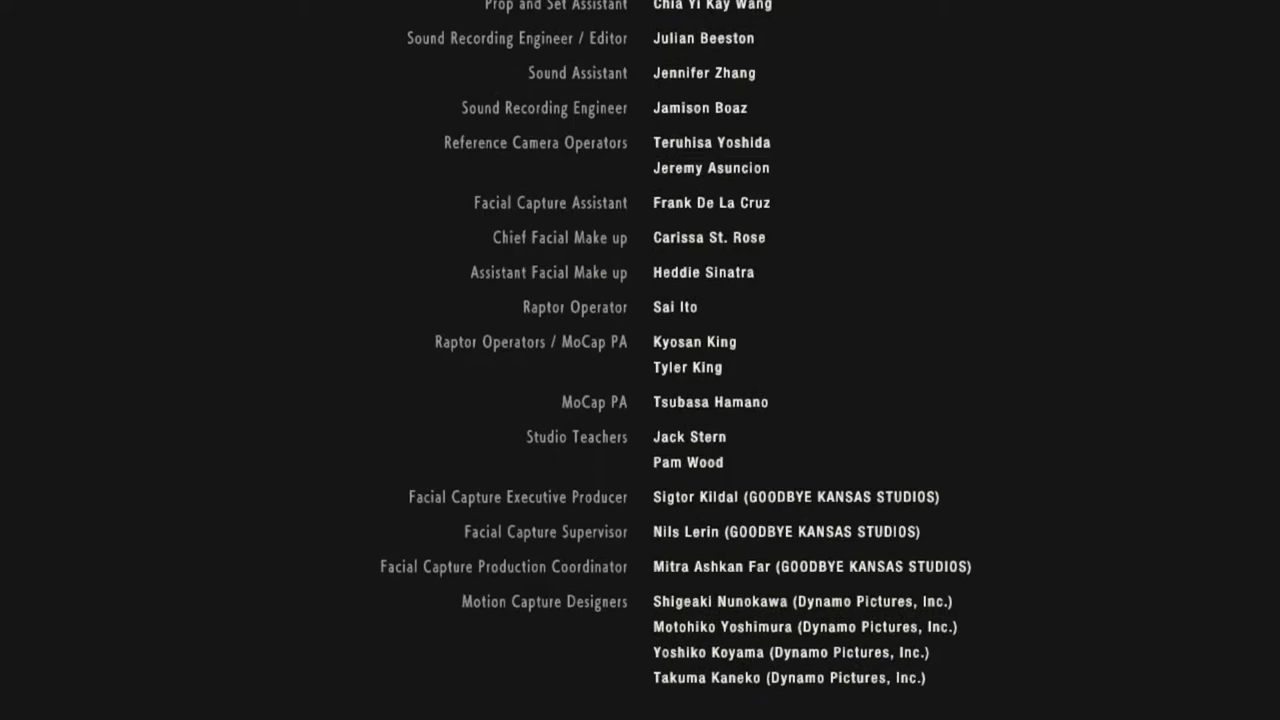 Prop and Set Assistant Chia Yi Kay Wang
Sound Recording Engineer / Editor Julian Beeston
Sound Assistant Jennifer Zhang
Sound Recording Engineer Jamison Boaz
Reference Camera Operators Teruhisa Yoshida
Jeremy Asuncion
Facial Capture Assistant Frank De La Cruz
Chief Facial Make up Carissa St. Rose
Assistant Facial Make up Heddie Sinatra
Raptor Operator Sai Ito
Raptor Operators / MoCap PA Kyosan King
Tyler King
MoCap PA Tsubasa Hamano
Studio Teachers Jack Stern
Pam Wood
Facial Capture Executive Producer Sigtor Kildal (GOODBYE KANSAS STUDIOS)
Facial Capture Supervisor Nils Lerin (GOODBYE KANSAS STUDIOS)
Facial Capture Production Coordinator Mitra Ashkan Far (GOODBYE KANSAS STUDIOS)
Motion Capture Designers Shigeaki Nunokawa (Dynamo Pictures, Inc.)
Motohiko Yoshimura (Dynamo Pictures, Inc.)
Yoshiko Koyama (Dynamo Pictures, Inc.)
Takuma Kaneko (Dynamo Pictures, Inc.)